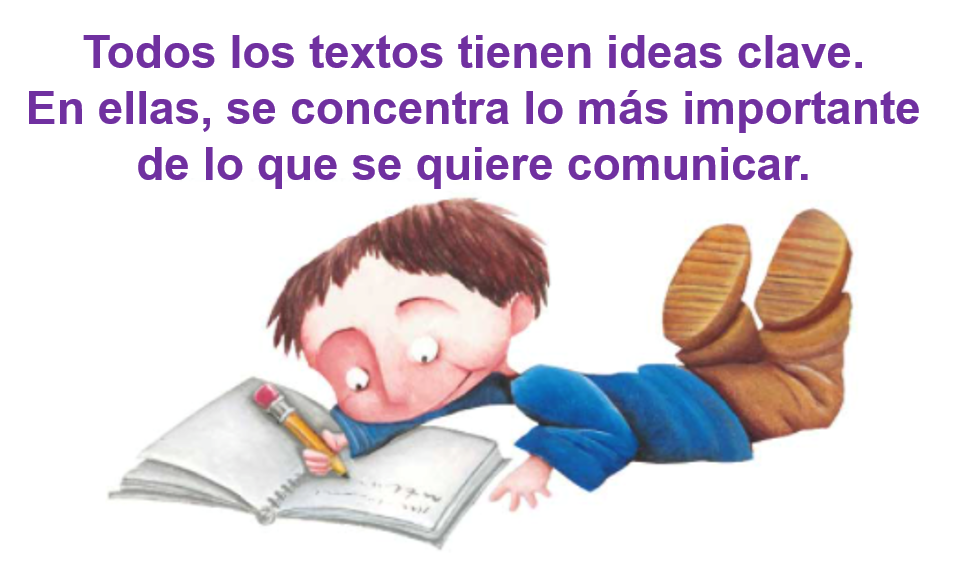 Todos los textos tienen ideas clave.
En ellas, se concentra lo más importante
de lo que se quiere comunicar.